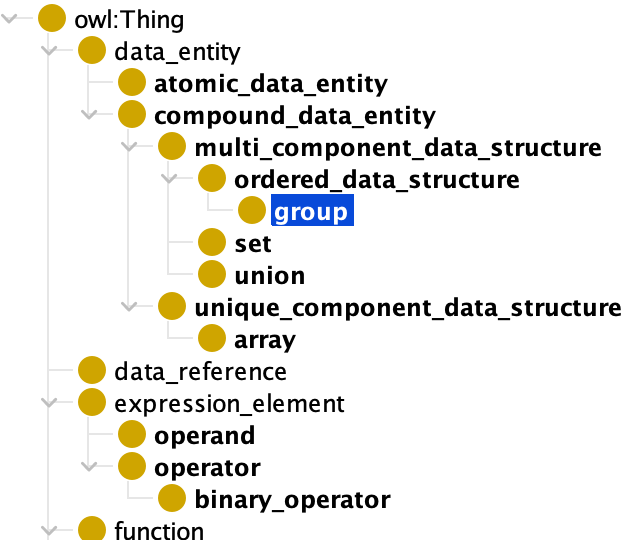 owl:Thing
data_entity
atomic_data_entity
compound_data_entity
multi_component_data_structure
ordered_data_structure
group
set
union
unique_component_data_structure
array
data_reference
expression_element
operand
operator
binary_operator
function